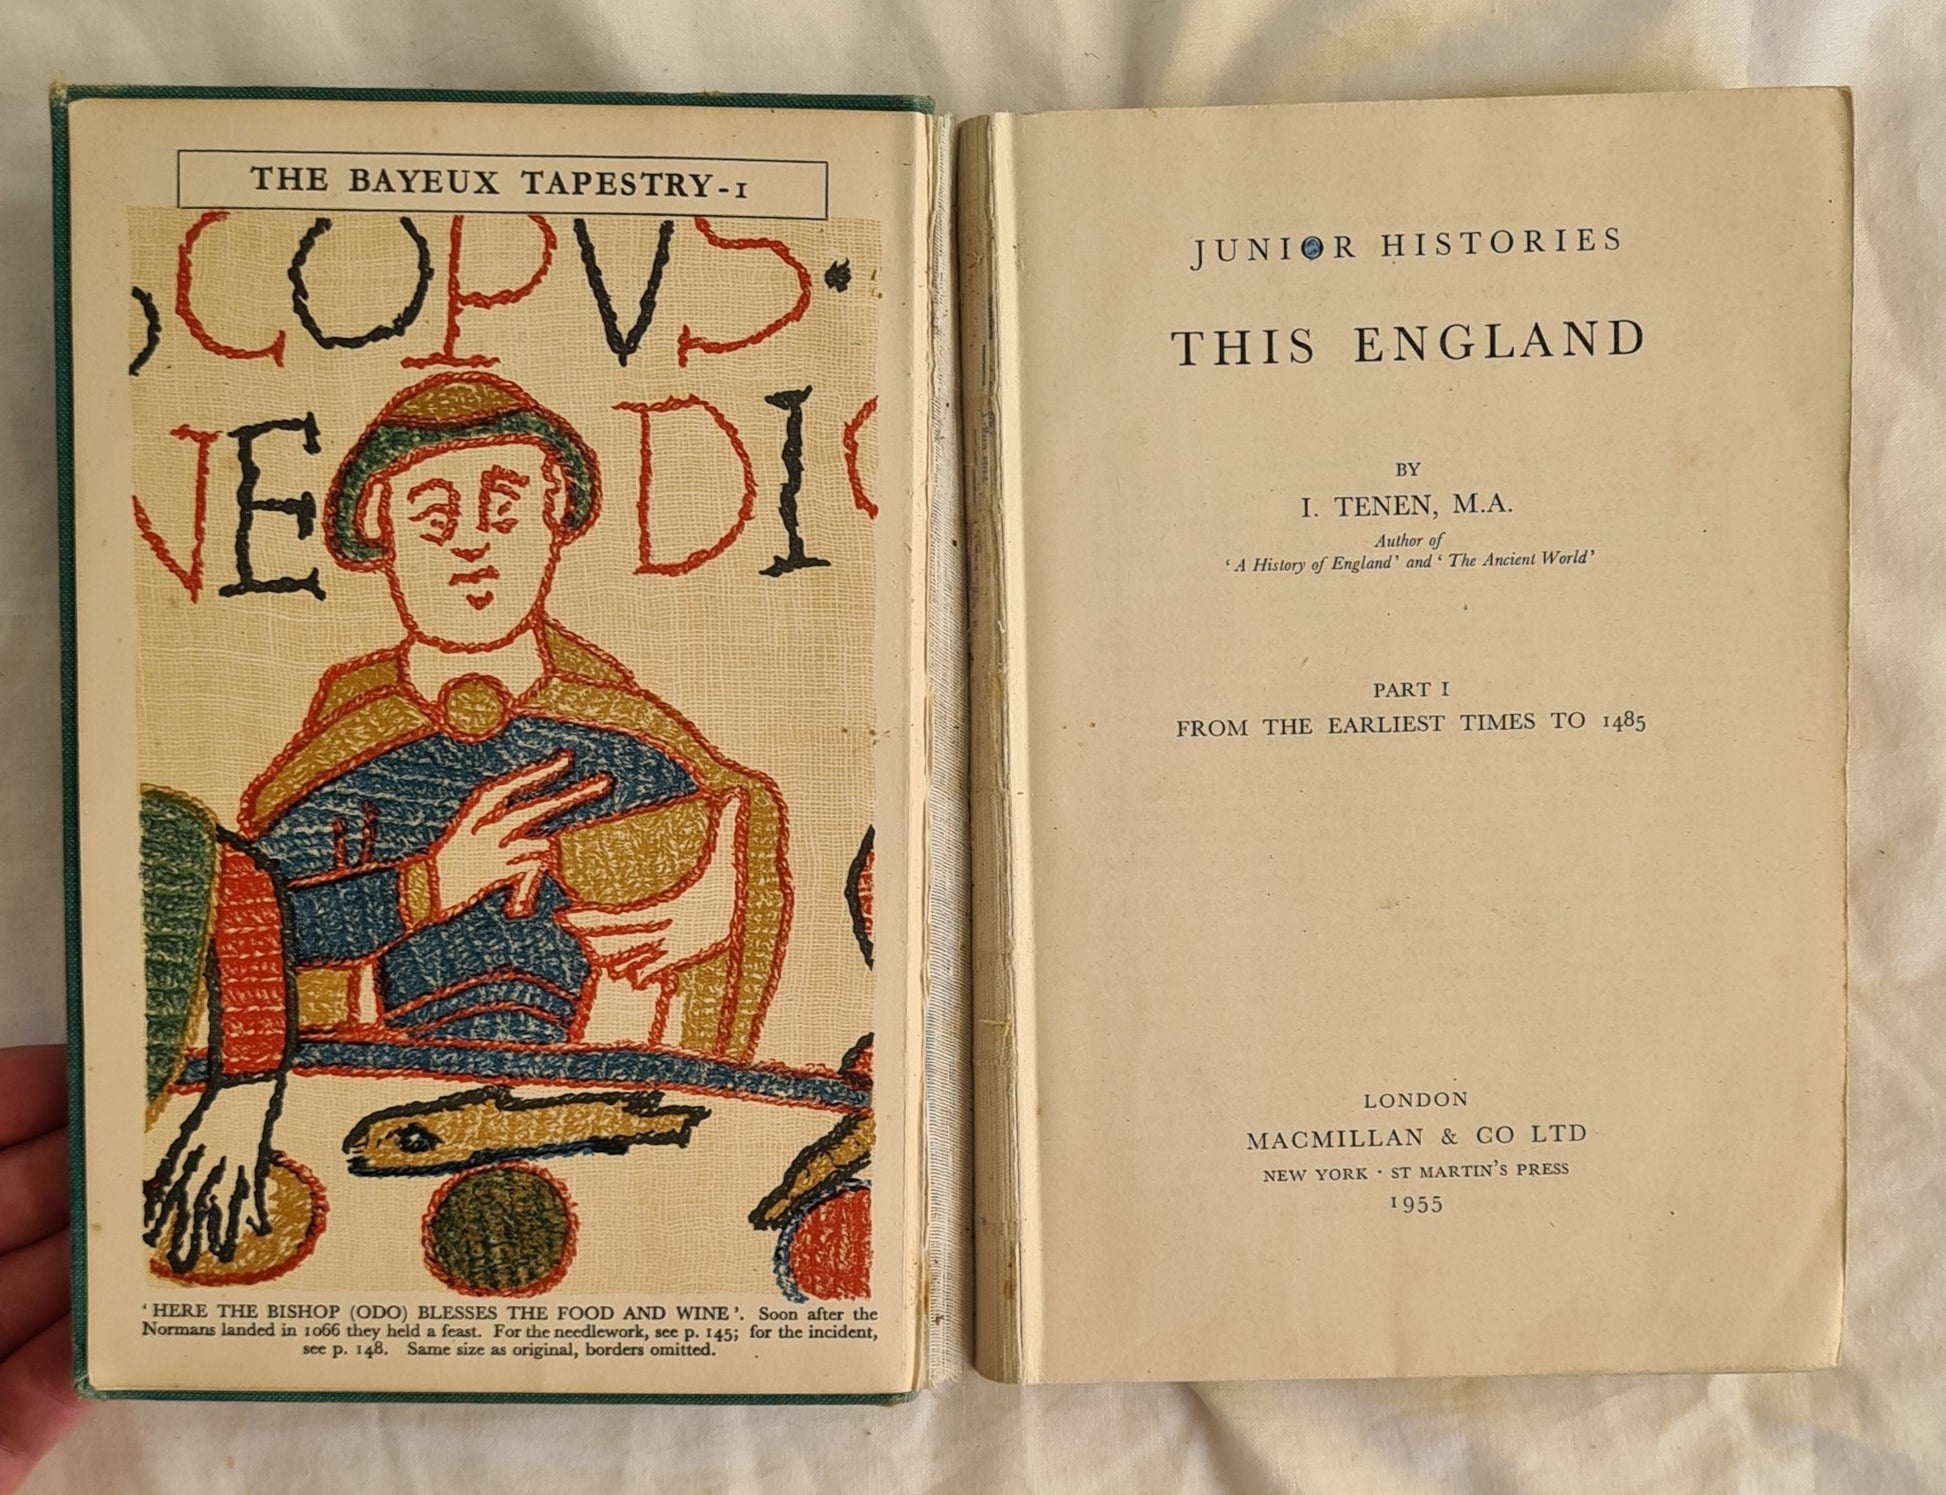 THE BAYEUX TAPESTRY-1
SCOPVS·
NE DIC
'HERE THE BISHOP (ODO) BLESSES THE FOOD AND WINE'. Soon after the
Normans landed in 1066 they held a feast. For the needlework, see p. 145; for the incident,
see p. 148. Same size as original, borders omitted.
JUNIOR HISTORIES
THIS ENGLAND
BY
I. TENEN, M.A.
Author of
'A History of England' and 'The Ancient World'
PART I
FROM THE EARLIEST TIMES TO 1485
LONDON
MACMILLAN & CO LTD
NEW YORK · ST MARTIN'S PRESS
1955